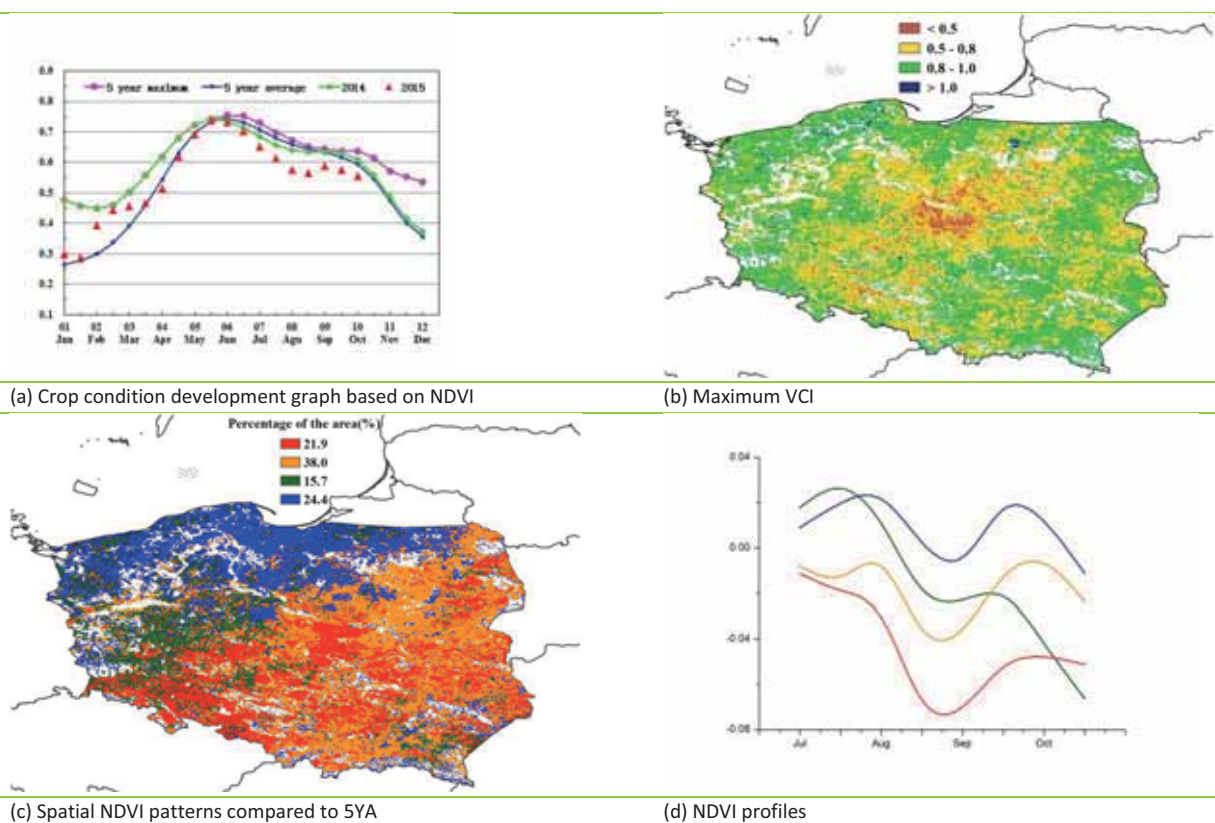 0.9
0.8
0.7
0.6
0.5
0.4
0.3
0.2
0.1
5 year maximum 5 year average 2014 2015
01 02 03 04 05 06 07 08 09 10 11 12
Jan Feb Mar Apr May Jun Jul Agu Sep Oct Nov Dec
(a) Crop condition development graph based on NDVI
< 0.5
0.5 - 0,8
0.8 - 1.0
> 1.0
(b) Maximum VCI
Percentage of the area(%)
21.9
38.0
15.7
24.4
(c) Spatial NDVI patterns compared to 5YA
0.04
0.00
-0.04
-0.08
Jul Aug Sep Oct
(d) NDVI profiles